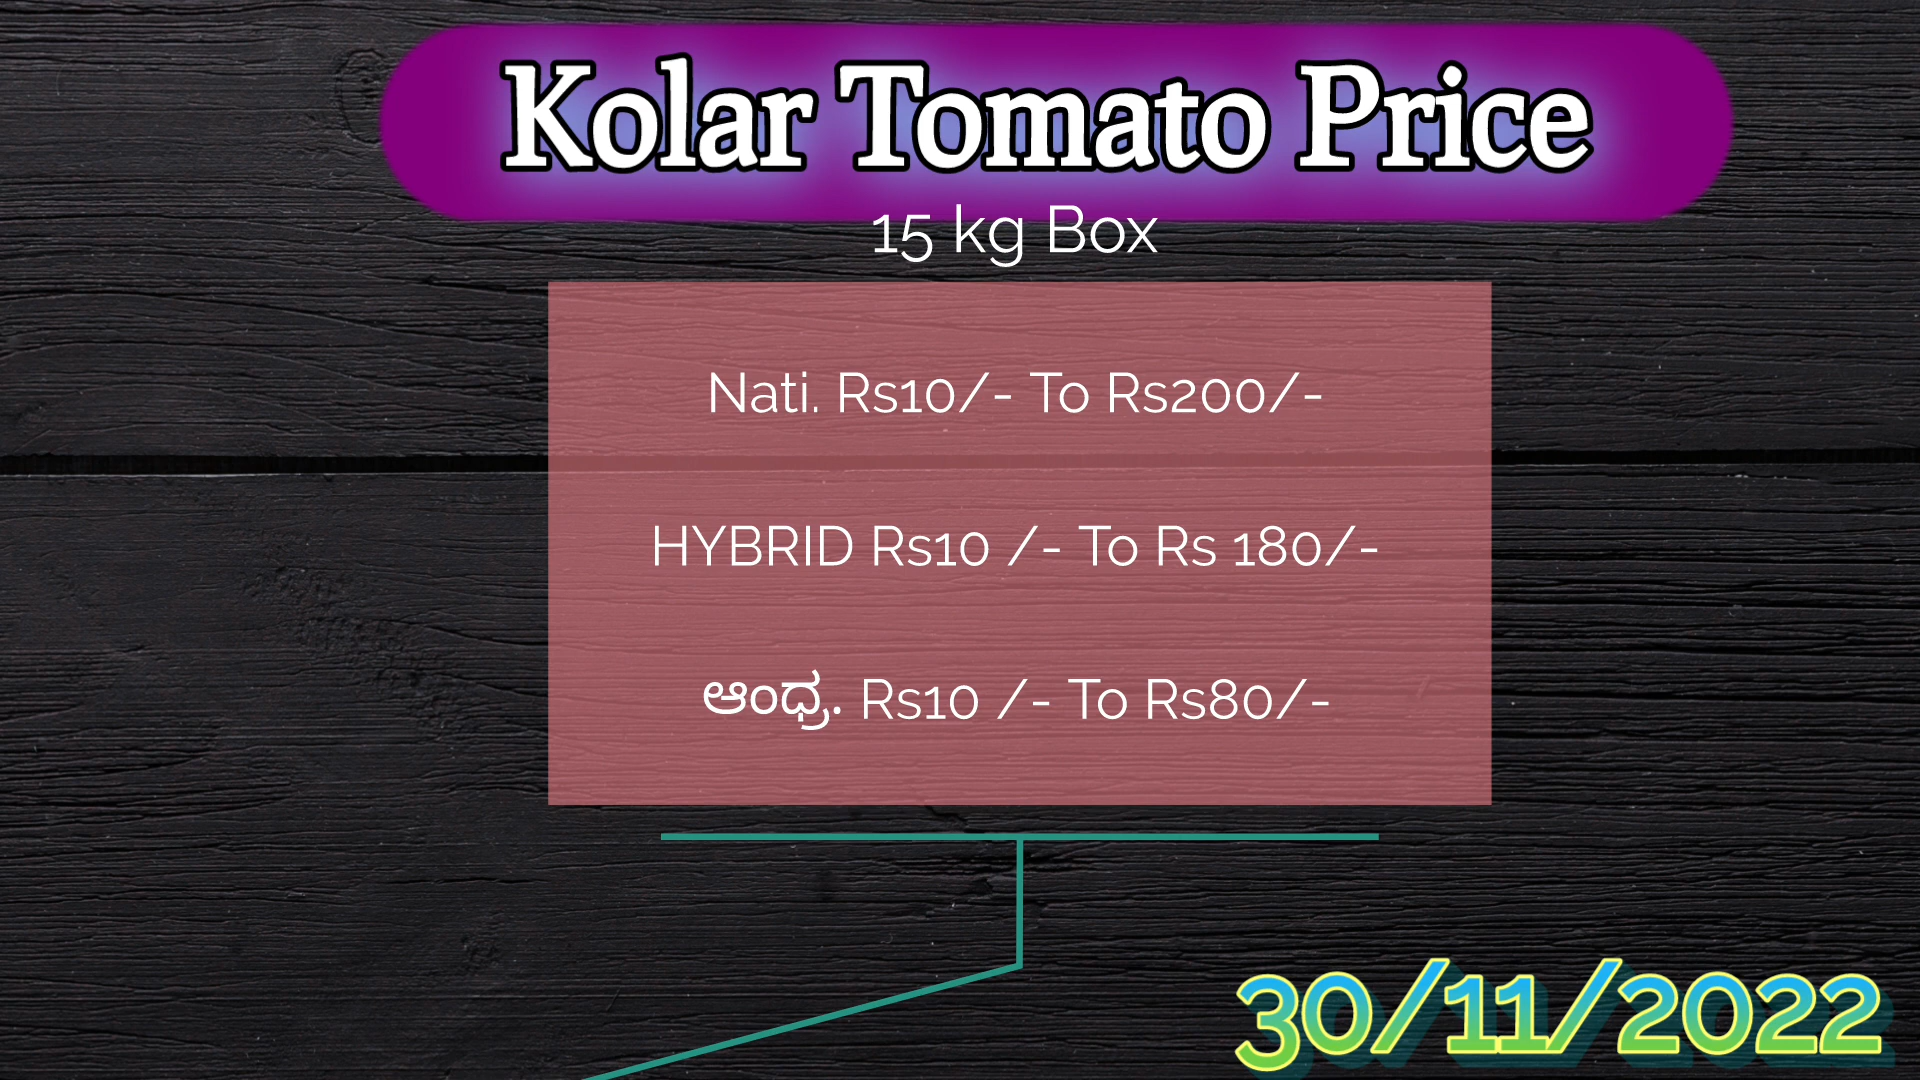 Kolar Tomato Price
15 kg Box
Nati. Rs10/- To Rs200/-
HYBRID Rs10 /- To Rs 180/-
ಆಂಧ್ರ. Rs10 /- To Rs80/-
30/11/2022